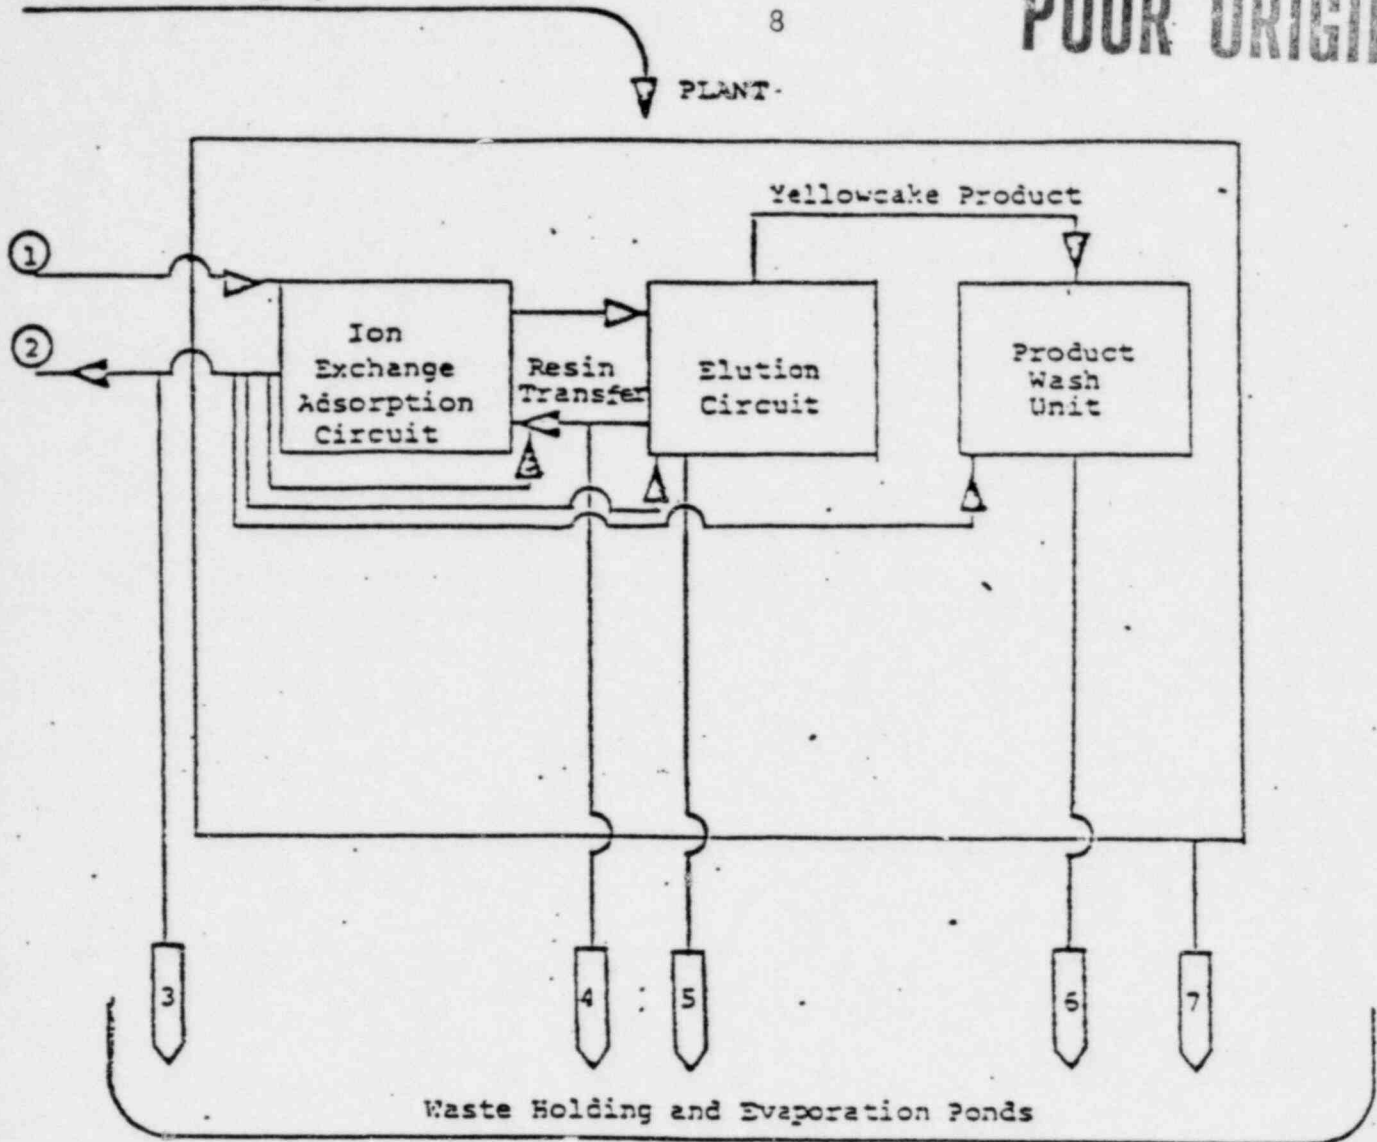 8
POOR ORIGI
PLANT
Yellowcake Product
1
2
Ion
Exchange
Adsorption
Circuit
Resin
Transfer
Elution
Circuit
Product
Wash
Unit
3
4
5
6
7
Waste Holding and Evaporation Ponds